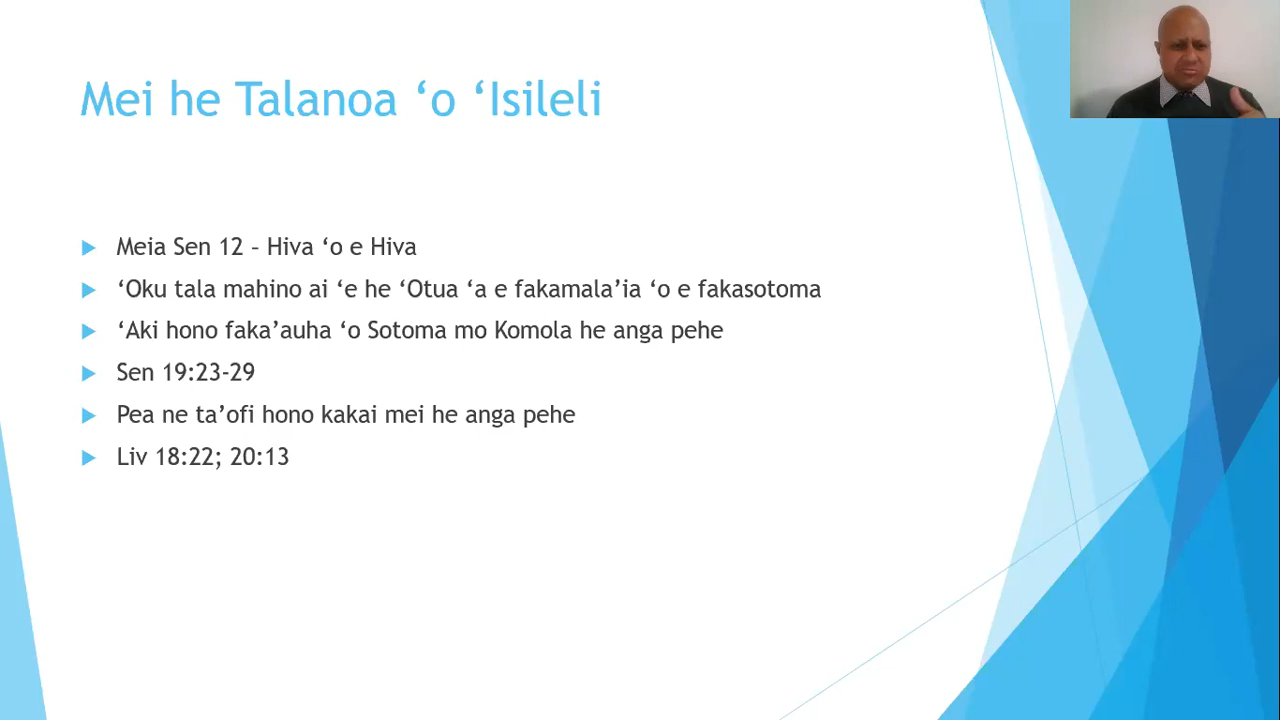 Mei he Talanoa ‘o ‘Isileli
Meia Sen 12 – Hiva ‘o e Hiva
‘Oku tala mahino ai ‘e he ‘Otua ‘a e fakamala’ia ‘o e fakasotoma
‘Aki hono faka’auha ‘o Sotoma mo Komola he anga pehe
Sen 19:23-29
Pea ne ta’ofi hono kakai mei he anga pehe
Liv 18:22; 20:13